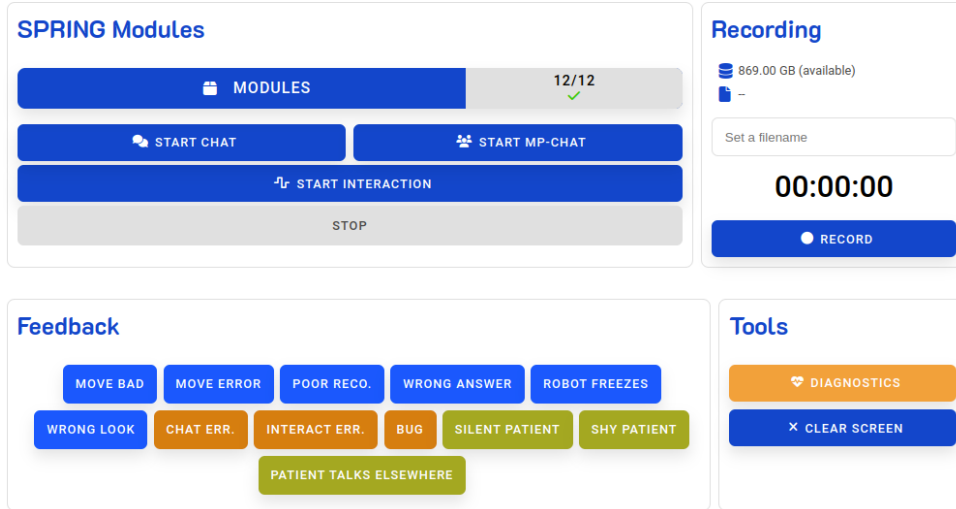 SPRING Modules
MODULES
12/12
START CHAT
START MP-CHAT
START INTERACTION
STOP
Recording
869.00 GB (available)
–
Set a filename
00:00:00
RECORD
Feedback
MOVE BAD
MOVE ERROR
POOR RECO.
WRONG ANSWER
ROBOT FREEZES
WRONG LOOK
CHAT ERR.
INTERACT ERR.
BUG
SILENT PATIENT
SHY PATIENT
PATIENT TALKS ELSEWHERE
Tools
DIAGNOSTICS
CLEAR SCREEN